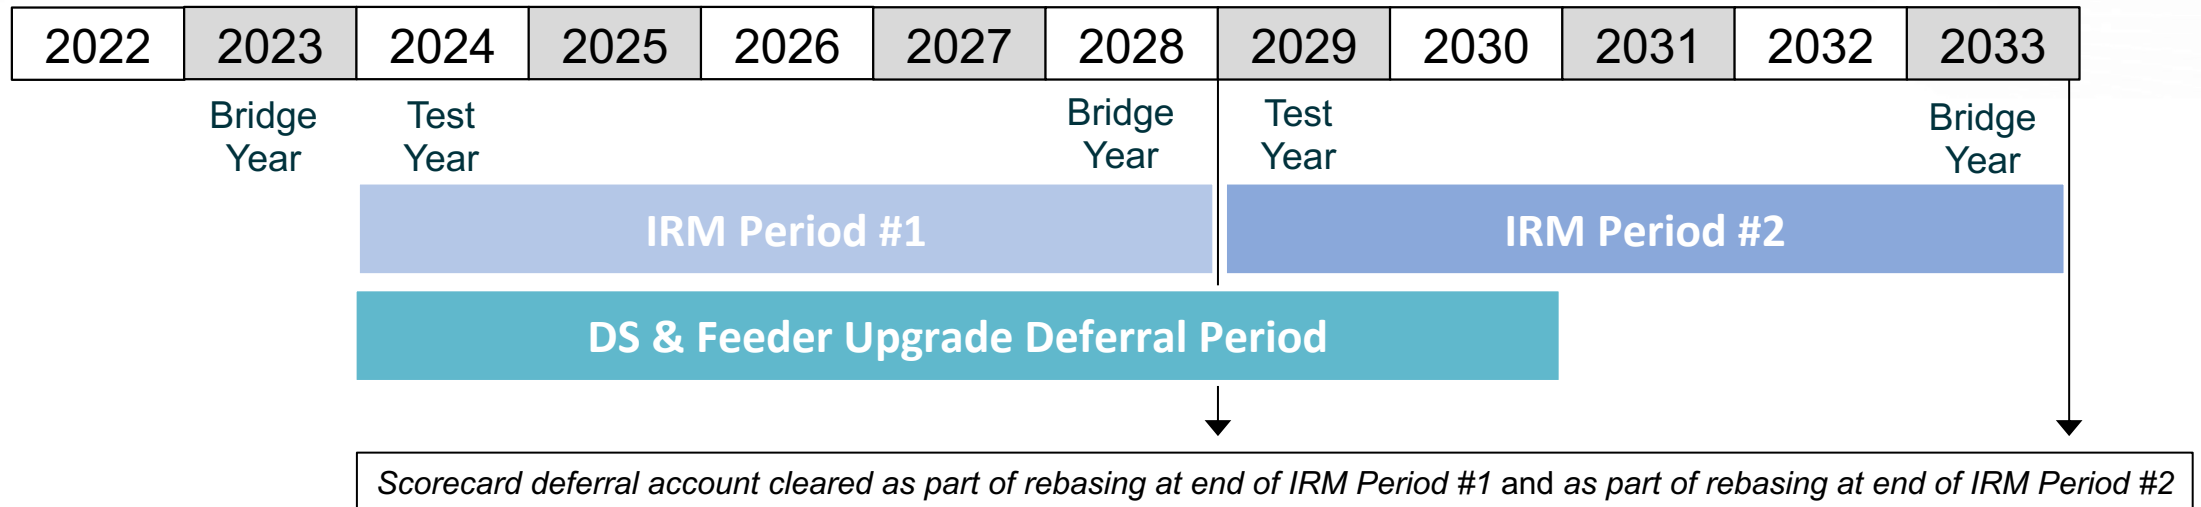 2022 2023 2024 2025 2026 2027 2028 2029 2030 2031 2032 2033
Bridge Test Bridge Test Bridge
Year Year Year Year Year
IRM Period #1 IRM Period #2
DS & Feeder Upgrade Deferral Period
Scorecard deferral account cleared as part of rebasing at end of IRM Period #1 and as part of rebasing at end of IRM Period #2